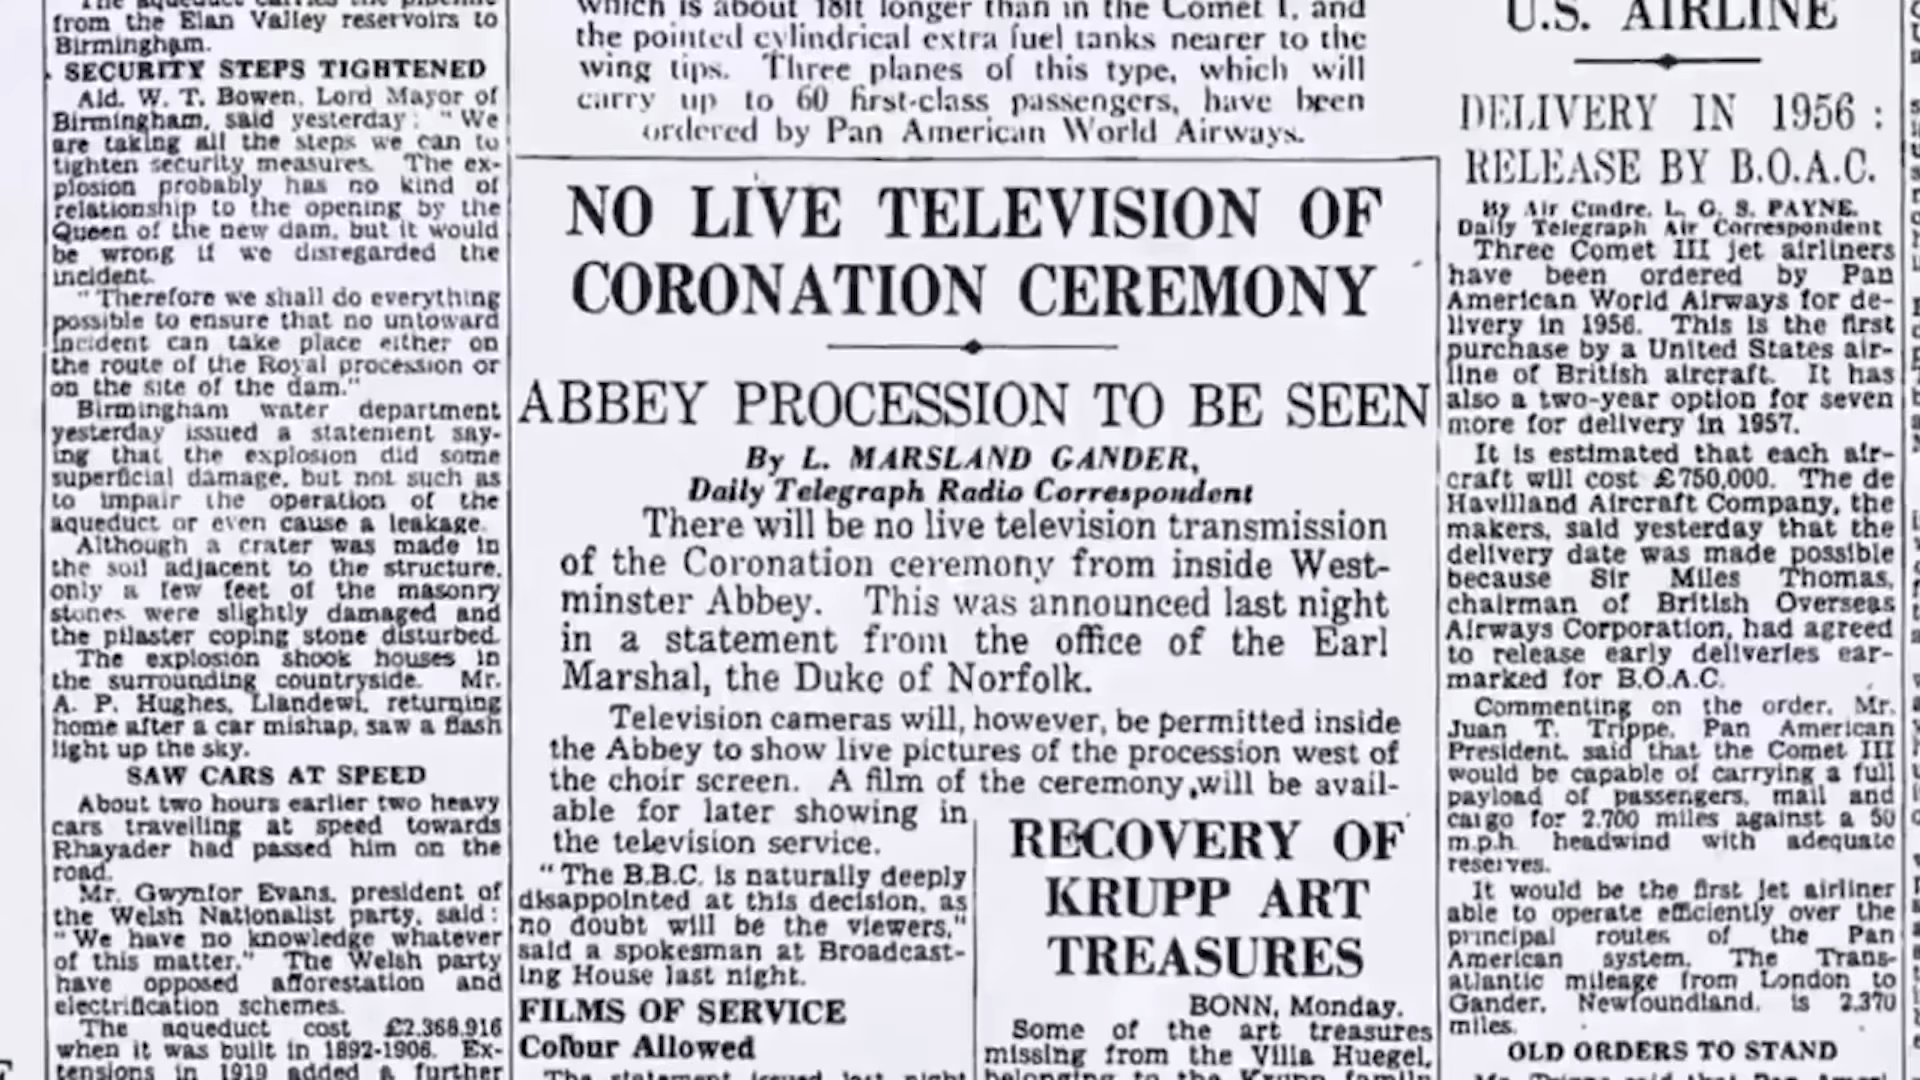 from the Elan Valley reservoirs to
Birmingham.
SECURITY STEPS TIGHTENED
Ald. W. T. Bowen, Lord Mayor of
Birmingham, said yesterday: "We
are taking all the steps we can to
tighten security measures. The ex-
plosion probably has no kind of
relationship to the opening by the
Queen of the new dam, but it would
be wrong if we disregarded the
incident.
"Therefore we shall do everything
possible to ensure that no untoward
incident can take place either on
the route of the Royal procession or
on the site of the dam."
Birmingham water department
yesterday issued a statement say-
ing that the explosion did some
superficial damage, but not such as
to impair the operation of the
aqueduct or even cause a leakage.
Although a crater was made in
the soil adjacent to the structure,
only a few feet of the masonry
stones were slightly damaged and
the pilaster coping stone disturbed.
The explosion shook houses in
the surrounding countryside. Mr.
A. P. Hughes, Llandewi, returning
home after a car mishap, saw a flash
light up the sky.
SAW CARS AT SPEED
About two hours earlier two heavy
cars travelling at speed towards
Rhayader had passed him on the
road.
Mr. Gwynfor Evans, president of
the Welsh Nationalist party, said:
"We have no knowledge whatever
of this matter." The Welsh party
have opposed afforestation and
electrification schemes.
The aqueduct cost £2,368,916
when it was built in 1892-1906. Ex-
tensions in 1919 added a further
which is about 18ft longer than in the Comet I, and
the pointed cylindrical extra fuel tanks nearer to the
wing tips. Three planes of this type, which will
carry up to 60 first-class passengers, have been
ordered by Pan American World Airways.
NO LIVE TELEVISION OF
CORONATION CEREMONY
ABBEY PROCESSION TO BE SEEN
By L. MARSLAND GANDER,
Daily Telegraph Radio Correspondent
There will be no live television transmission
of the Coronation ceremony from inside West-
minster Abbey. This was announced last night
in a statement from the office of the Earl
Marshal, the Duke of Norfolk.
Television cameras will, however, be permitted inside
the Abbey to show live pictures of the procession west of
the choir screen. A film of the ceremony will be avail-
able for later showing in
the television service.
"The B.B.C. is naturally deeply
disappointed at this decision, as
no doubt will be the viewers,"
said a spokesman at Broadcast-
ing House last night.
FILMS OF SERVICE
Colour Allowed
The statement issued last night
RECOVERY OF
KRUPP ART
TREASURES
BONN, Monday.
Some of the art treasures
missing from the Villa Huegel,
belonging to the Krupp family
U.S. AIRLINE
DELIVERY IN 1956:
RELEASE BY B.O.A.C.
By Air Cmdre. L. G. S. PAYNE,
Daily Telegraph Air Correspondent
Three Comet III jet airliners
have been ordered by Pan
American World Airways for de-
livery in 1956. This is the first
purchase by a United States air-
line of British aircraft. It has
also a two-year option for seven
more for delivery in 1957.
It is estimated that each air-
craft will cost £750,000. The de
Havilland Aircraft Company, the
makers, said yesterday that the
delivery date was made possible
because Sir Miles Thomas,
chairman of British Overseas
Airways Corporation, had agreed
to release early deliveries ear-
marked for B.O.A.C.
Commenting on the order, Mr.
Juan T. Trippe, Pan American
President, said that the Comet III
would be capable of carrying a full
payload of passengers, mail and
cargo for 2,700 miles against a 50
m.p.h. headwind with adequate
reserves.
It would be the first jet airliner
able to operate efficiently over the
principal routes of the Pan
American system. The Trans-
atlantic mileage from London to
Gander, Newfoundland, is 2,370
miles.
OLD ORDERS TO STAND